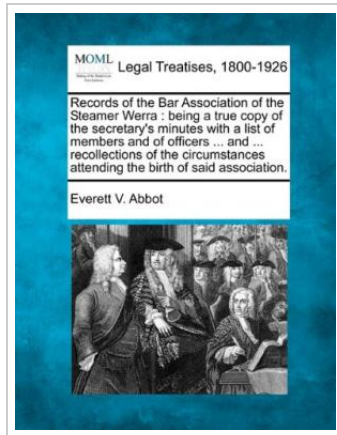 MOML
Legal Treatises, 1800-1926
Records of the Bar Association of the
Steamer Werra : being a true copy of
the secretary's minutes with a list of
members and of officers ... and ...
recollections of the circumstances
attending the birth of said association.
Everett V. Abbot